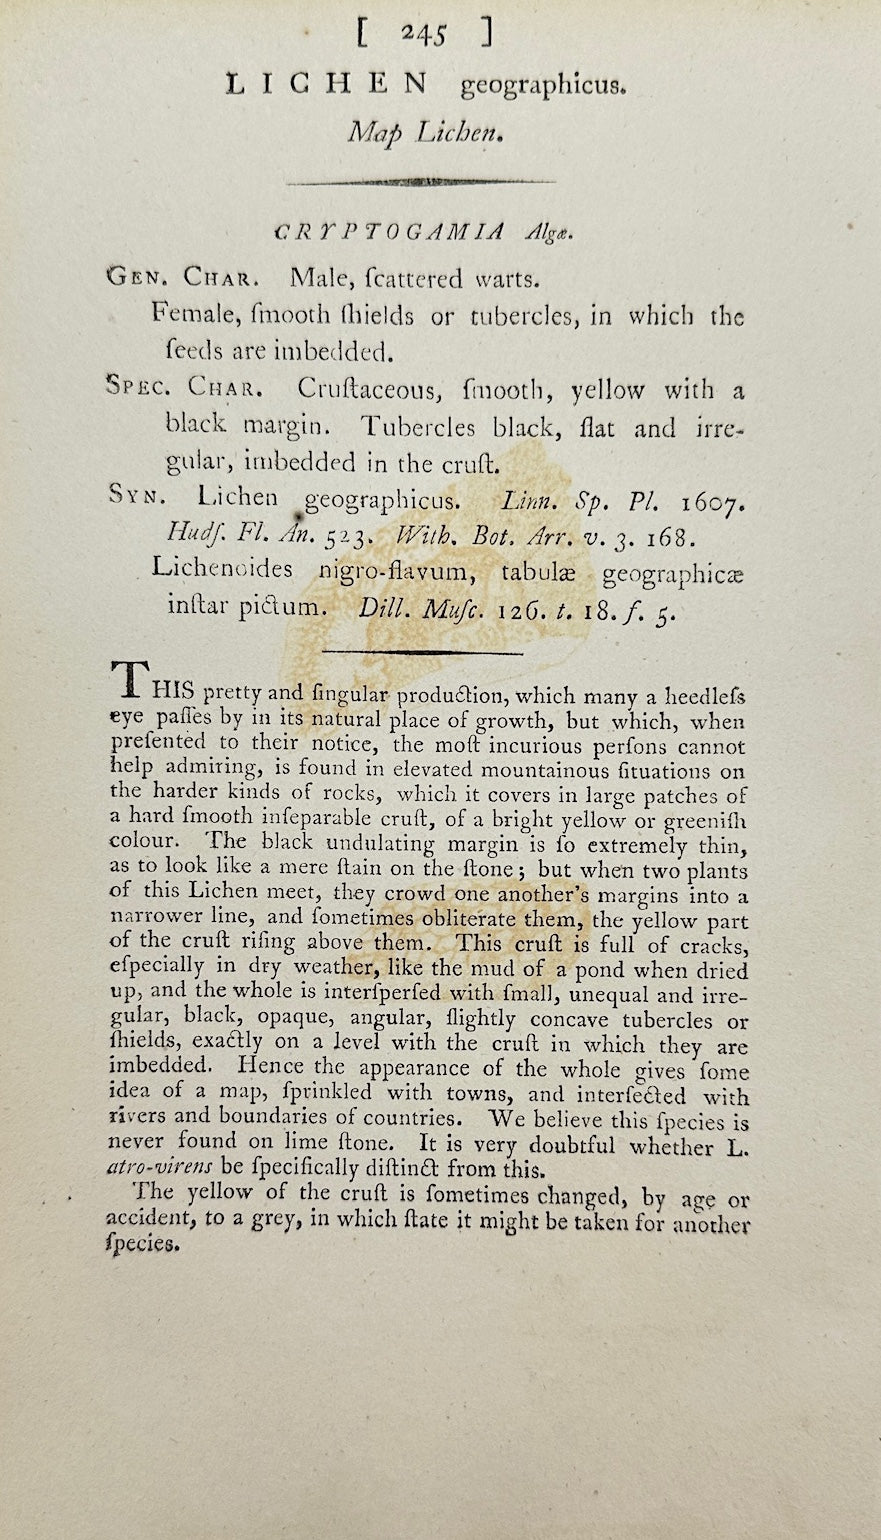 [ 245 ]
LICHEN geographicus.
Map Lichen.
CRYPTOGAMIA Algæ.
Gen. Char. Male, ſcattered warts.
Female, ſmooth ſhields or tubercles, in which the
ſeeds are imbedded.
Spec. Char. Cruſtaceous, ſmooth, yellow with a
black margin. Tubercles black, flat and irre-
gular, imbedded in the cruſt.
Syn. Lichen geographicus. Linn. Sp. Pl. 1607.
Hudſ. Fl. An. 523. With. Bot. Arr. v. 3. 168.
Lichenoides nigro-flavum, tabulæ geographicæ
inſtar pictum. Dill. Muſc. 126. t. 18. f. 5.
THIS pretty and ſingular production, which many a heedleſs
eye paſſes by in its natural place of growth, but which, when
preſented to their notice, the moſt incurious perſons cannot
help admiring, is found in elevated mountainous ſituations on
the harder kinds of rocks, which it covers in large patches of
a hard ſmooth inſeparable cruſt, of a bright yellow or greeniſh
colour. The black undulating margin is ſo extremely thin,
as to look like a mere ſtain on the ſtone; but when two plants
of this Lichen meet, they crowd one another's margins into a
narrower line, and ſometimes obliterate them, the yellow part
of the cruſt riſing above them. This cruſt is full of cracks,
eſpecially in dry weather, like the mud of a pond when dried
up, and the whole is interſperſed with ſmall, unequal and irre-
gular, black, opaque, angular, ſlightly concave tubercles or
ſhields, exactly on a level with the cruſt in which they are
imbedded. Hence the appearance of the whole gives ſome
idea of a map, ſprinkled with towns, and interſected with
rivers and boundaries of countries. We believe this ſpecies is
never found on lime ſtone. It is very doubtful whether L.
atro-virens be ſpecifically diſtinct from this.
The yellow of the cruſt is ſometimes changed, by age or
accident, to a grey, in which ſtate it might be taken for another
ſpecies.